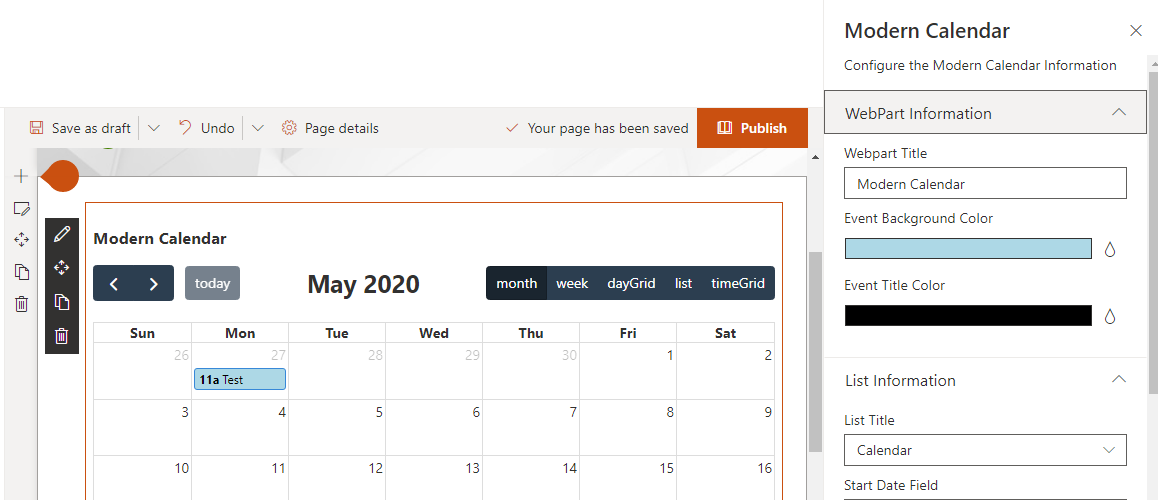 Modern Calendar
Configure the Modern Calendar Information
Save as draft Undo Page details Your page has been saved Publish
WebPart Information
Webpart Title
Modern Calendar
Event Background Color
Event Title Color
List Information
List Title
Calendar
Start Date Field
Modern Calendar
today May 2020 month week dayGrid list timeGrid
Sun Mon Tue Wed Thu Fri Sat
26 27 28 29 30 1 2
11a Test
3 4 5 6 7 8 9
10 11 12 13 14 15 16